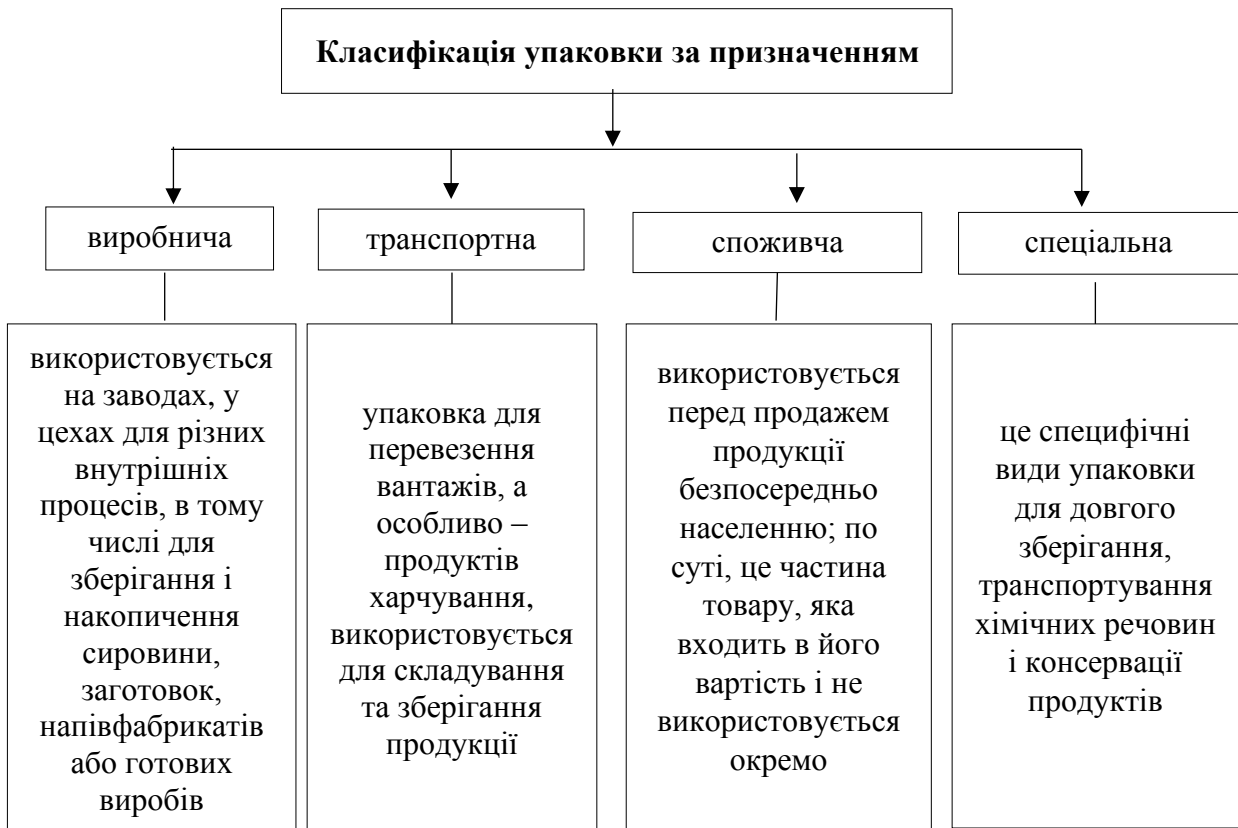 Класифікація упаковки за призначенням
виробнича
транспортна
споживча
спеціальна
використовується
на заводах, у
цехах для різних
внутрішніх
процесів, в тому
числі для
зберігання і
накопичення
сировини,
заготовок,
напівфабрикатів
або готових
виробів
упаковка для
перевезення
вантажів, а
особливо –
продуктів
харчування,
використовується
для складування
та зберігання
продукції
використовується
перед продажем
продукції
безпосередньо
населенню; по
суті, це частина
товару, яка
входить в його
вартість і не
використовується
окремо
це специфічні
види упаковки
для довгого
зберігання,
транспортування
хімічних речовин
і консервації
продуктів